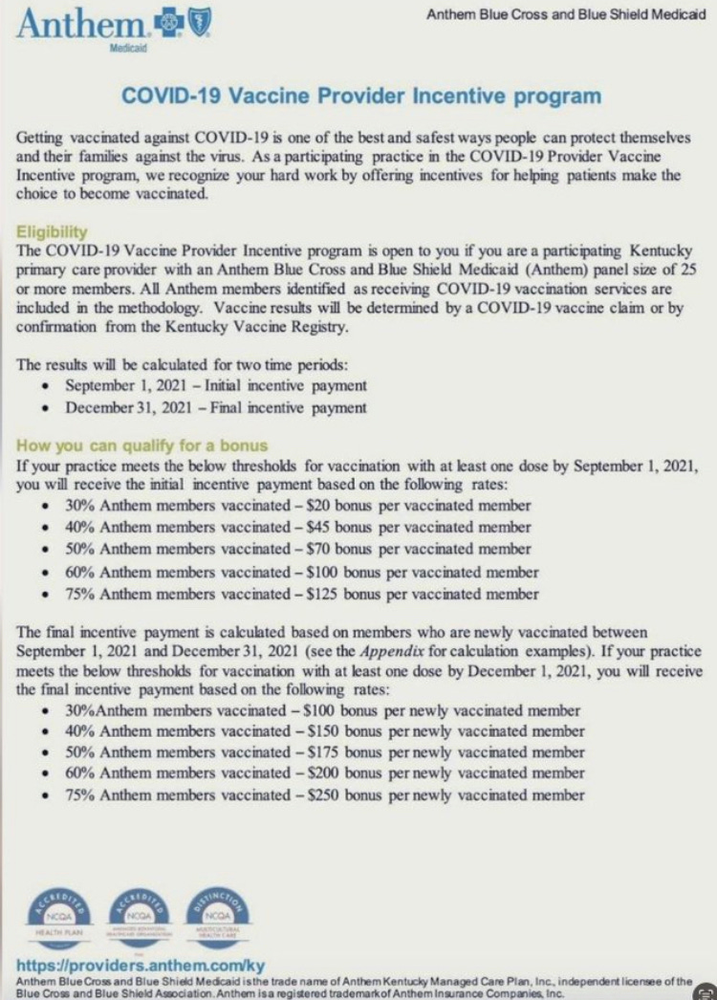 Anthem
Medicaid
Anthem Blue Cross and Blue Shield Medicaid
COVID-19 Vaccine Provider Incentive program
Getting vaccinated against COVID-19 is one of the best and safest ways people can protect themselves
and their families against the virus. As a participating practice in the COVID-19 Provider Vaccine
Incentive program, we recognize your hard work by offering incentives for helping patients make the
choice to become vaccinated.
Eligibility
The COVID-19 Vaccine Provider Incentive program is open to you if you are a participating Kentucky
primary care provider with an Anthem Blue Cross and Blue Shield Medicaid (Anthem) panel size of 25
or more members. All Anthem members identified as receiving COVID-19 vaccination services are
included in the methodology. Vaccine results will be determined by a COVID-19 vaccine claim or by
confirmation from the Kentucky Vaccine Registry.
The results will be calculated for two time periods:
• September 1, 2021 – Initial incentive payment
• December 31, 2021 – Final incentive payment
How you can qualify for a bonus
If your practice meets the below thresholds for vaccination with at least one dose by September 1, 2021,
you will receive the initial incentive payment based on the following rates:
• 30% Anthem members vaccinated – $20 bonus per vaccinated member
• 40% Anthem members vaccinated – $45 bonus per vaccinated member
• 50% Anthem members vaccinated – $70 bonus per vaccinated member
• 60% Anthem members vaccinated – $100 bonus per vaccinated member
• 75% Anthem members vaccinated – $125 bonus per vaccinated member
The final incentive payment is calculated based on members who are newly vaccinated between
September 1, 2021 and December 31, 2021 (see the Appendix for calculation examples). If your practice
meets the below thresholds for vaccination with at least one dose by December 1, 2021, you will receive
the final incentive payment based on the following rates:
• 30%Anthem members vaccinated – $100 bonus per newly vaccinated member
• 40% Anthem members vaccinated – $150 bonus per newly vaccinated member
• 50% Anthem members vaccinated – $175 bonus per newly vaccinated member
• 60% Anthem members vaccinated – $200 bonus per newly vaccinated member
• 75% Anthem members vaccinated – $250 bonus per newly vaccinated member
ACCREDITED
NCQA
HEALTH PLAN
ACCREDITED
NCQA
DISTINCTION
NCQA
MULTICULTURAL
HEALTH CARE
https://providers.anthem.com/ky
Anthem Blue Cross and Blue Shield Medicaid is the trade name of Anthem Kentucky Managed Care Plan, Inc., independent licensee of the
Blue Cross and Blue Shield Association. Anthem is a registered trademark of Anthem Insurance Companies, Inc.